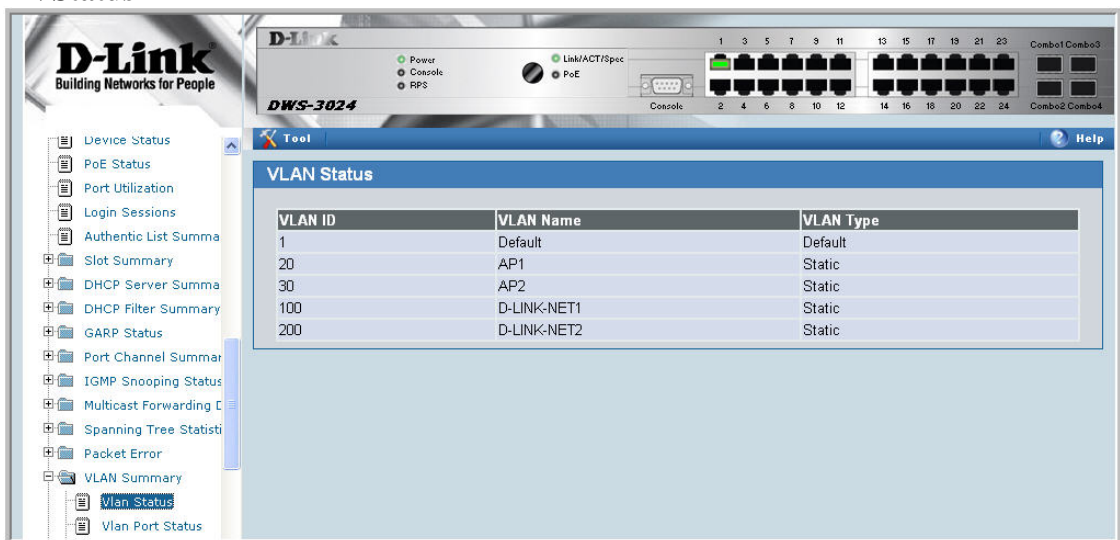 D-Link
Building Networks for People
D-Link
Power
Console
RPS
Link/ACT/Spec
PoE
Console
DWS-3024
1 3 5 7 9 11 13 15 17 19 21 23
2 4 6 8 10 12 14 16 18 20 22 24
Combo1 Combo3
Combo2 Combo4
Tool
Help
Device Status
PoE Status
Port Utilization
Login Sessions
Authentic List Summa
Slot Summary
DHCP Server Summa
DHCP Filter Summary
GARP Status
Port Channel Summar
IGMP Snooping Status
Multicast Forwarding D
Spanning Tree Statisti
Packet Error
VLAN Summary
Vlan Status
Vlan Port Status
VLAN Status
VLAN ID VLAN Name VLAN Type
1 Default Default
20 AP1 Static
30 AP2 Static
100 D-LINK-NET1 Static
200 D-LINK-NET2 Static